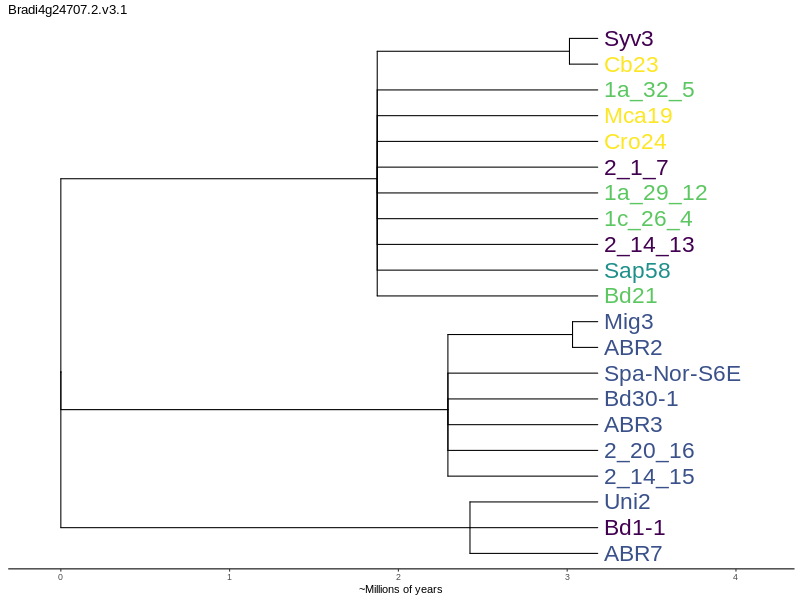 Bradi4g24707.2.v3.1
Syv3
Cb23
1a_32_5
Mca19
Cro24
2_1_7
1a_29_12
1c_26_4
2_14_13
Sap58
Bd21
Mig3
ABR2
Spa-Nor-S6E
Bd30-1
ABR3
2_20_16
2_14_15
Uni2
Bd1-1
ABR7
0 1 2 3 4
~Millions of years